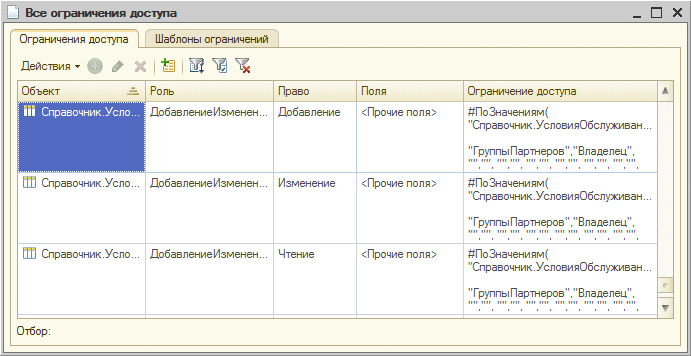 Все ограничения доступа
Ограничения доступа Шаблоны ограничений
Действия
Объект Роль Право Поля Ограничение доступа
Справочник.Усло... ДобавлениеИзменен... Добавление <Прочие поля> #ПоЗначениям(
"Справочник.УсловияОбслуживан...
"ГруппыПартнеров","Владелец",
"","", "","", "","", "","", "","", "","",
Справочник.Усло... ДобавлениеИзменен... Изменение <Прочие поля> #ПоЗначениям(
"Справочник.УсловияОбслуживан...
"ГруппыПартнеров","Владелец",
"","", "","", "","", "","", "","", "","",
Справочник.Усло... ДобавлениеИзменен... Чтение <Прочие поля> #ПоЗначениям(
"Справочник.УсловияОбслуживан...
"ГруппыПартнеров","Владелец",
"","", "","", "","", "","", "","", "","",
Отбор: